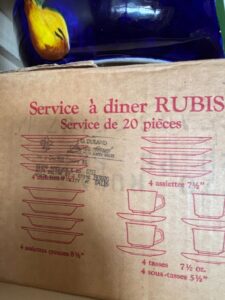 Service à diner RUBIS
Service de 20 pièces
J.G. DURAND
4 assiettes 7½"
4 assiettes creuses 5½"
4 tasses 7½ oz.
4 sous-tasses 5½"